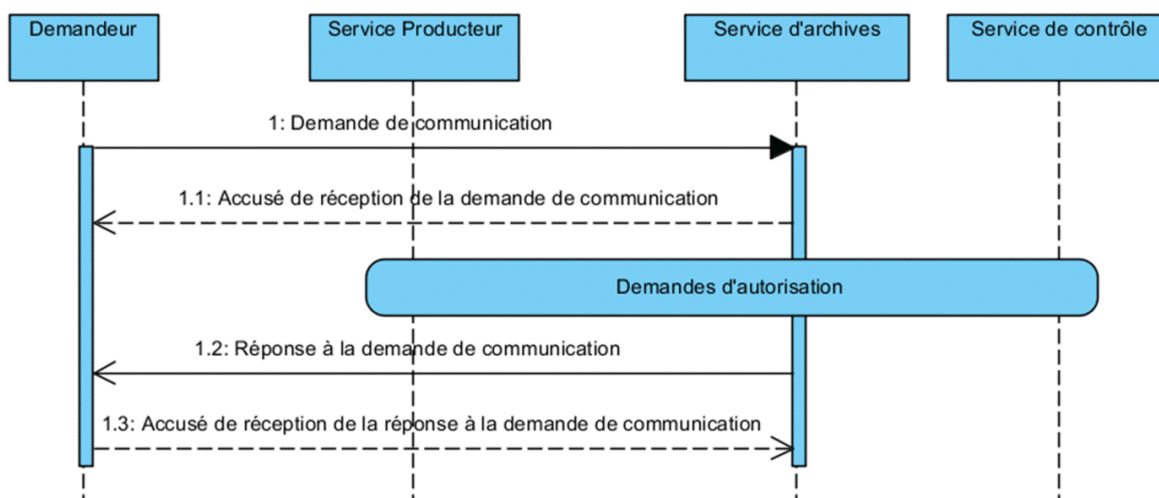 Demandeur
Service Producteur
Service d'archives
Service de contrôle
1: Demande de communication
1.1: Accusé de réception de la demande de communication
Demandes d'autorisation
1.2: Réponse à la demande de communication
1.3: Accusé de réception de la réponse à la demande de communication